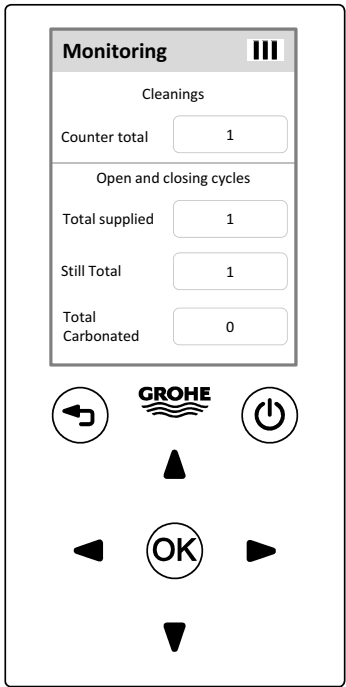 Monitoring
Cleanings
Counter total 1
Open and closing cycles
Total supplied 1
Still Total 1
Total
Carbonated 0
GROHE
OK